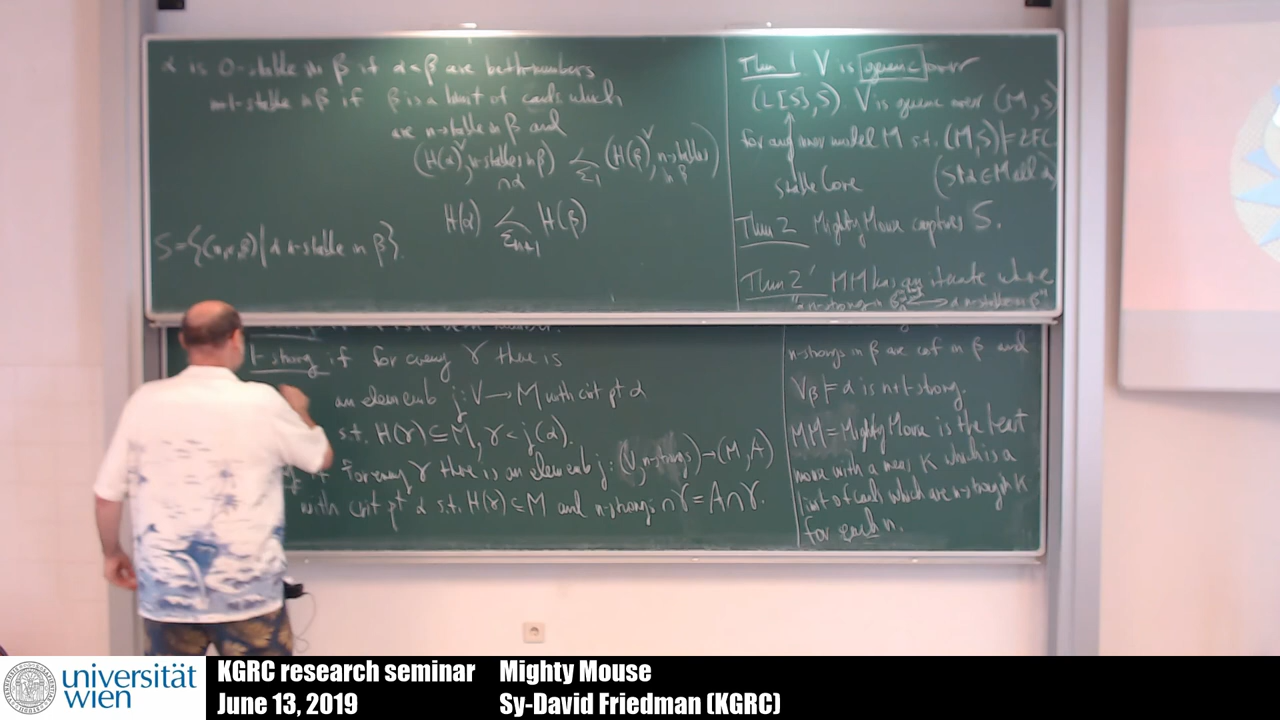 α is 0-stable in β if α<β are beth numbers
n+1-stable in β if β is a limit of cards which
are n-stable in β and
(H(α)^V, n-stables in β ∩α) ≺_Σ1 (H(β)^V, n-stables in β)
H(α) ≺_Σn+1 H(β)
S={(α,n,β) | α n-stable in β}.
Thm 1 V is generic over
(L[S],S). V is generic over (M,S)
for any inner model M s.t. (M,S)⊨ZFC
Stable Core
Thm 2 Mighty Mouse captures S.
Thm 2' MM has an iterate where
1-strong if for every γ there is
an elem emb j:V→M with crit pt α
s.t. H(γ)⊆M, γ<j(α).
if for every γ there is an elem emb j:(V,n-strongs)→(M,A)
with crit pt α s.t. H(γ)⊆M and n-strongs∩γ=A∩γ.
n-strongs in β are cof in β and
Vβ⊨ α is n+1-strong.
MM=Mighty Mouse is the least
mouse with a meas κ which is a
limit of cards which are n-strong in κ
for each n.
universität
wien
KGRC research seminar
June 13, 2019
Mighty Mouse
Sy-David Friedman (KGRC)